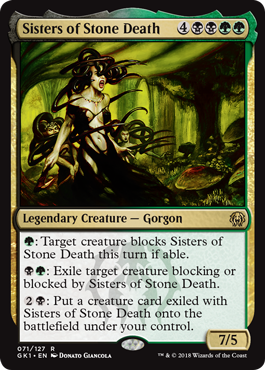 Sisters of Stone Death 4
Legendary Creature — Gorgon
: Target creature blocks Sisters of
Stone Death this turn if able.
: Exile target creature blocking or
blocked by Sisters of Stone Death.
2 : Put a creature card exiled with
Sisters of Stone Death onto the
battlefield under your control.
7/5
071/127 R
GK1 • EN DONATO GIANCOLA
™ & © 2018 Wizards of the Coast